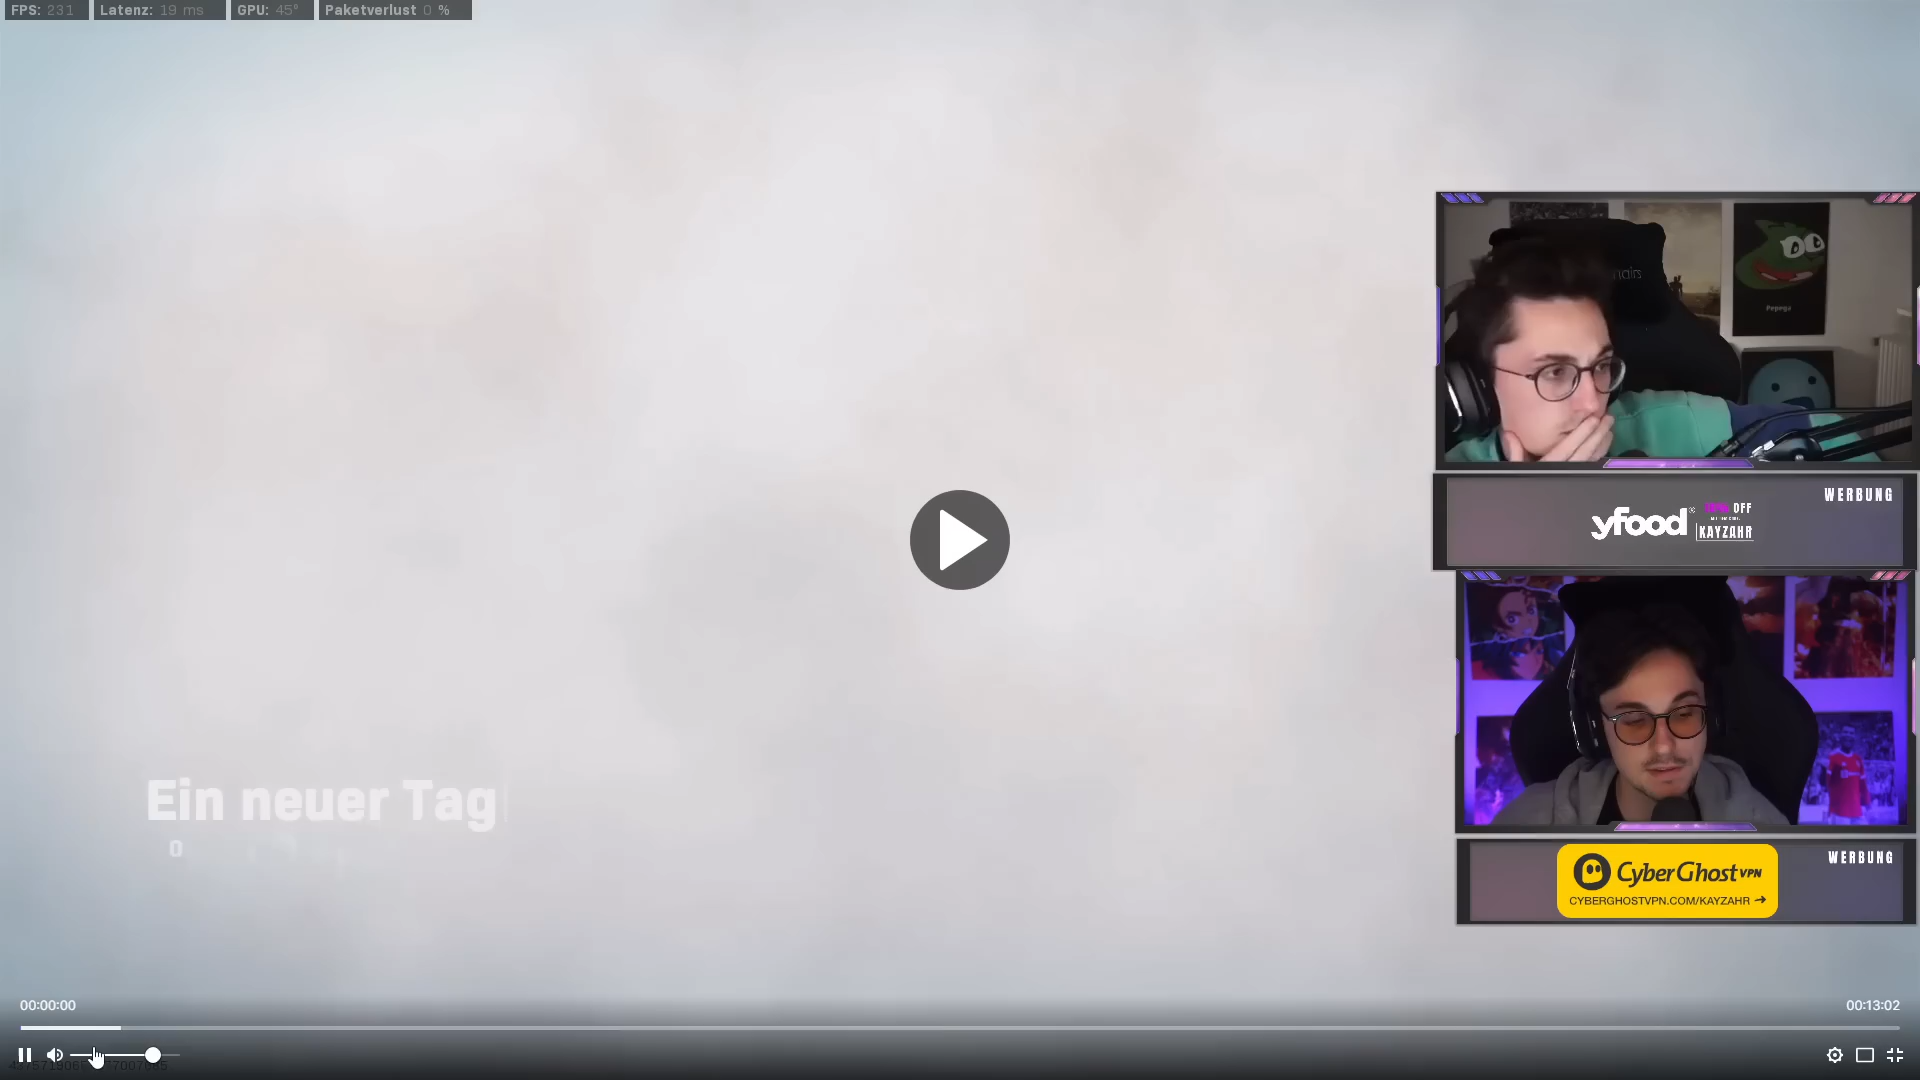 FPS: 231 Latenz: 19 ms GPU: 45° Paketverlust 0 %
Pepega
WERBUNG
yfood® OFF
KAYZAHR
Ein neuer Tag
0
WERBUNG
CyberGhost VPN
CYBERGHOSTVPN.COM/KAYZAHR →
00:00:00
00:13:02